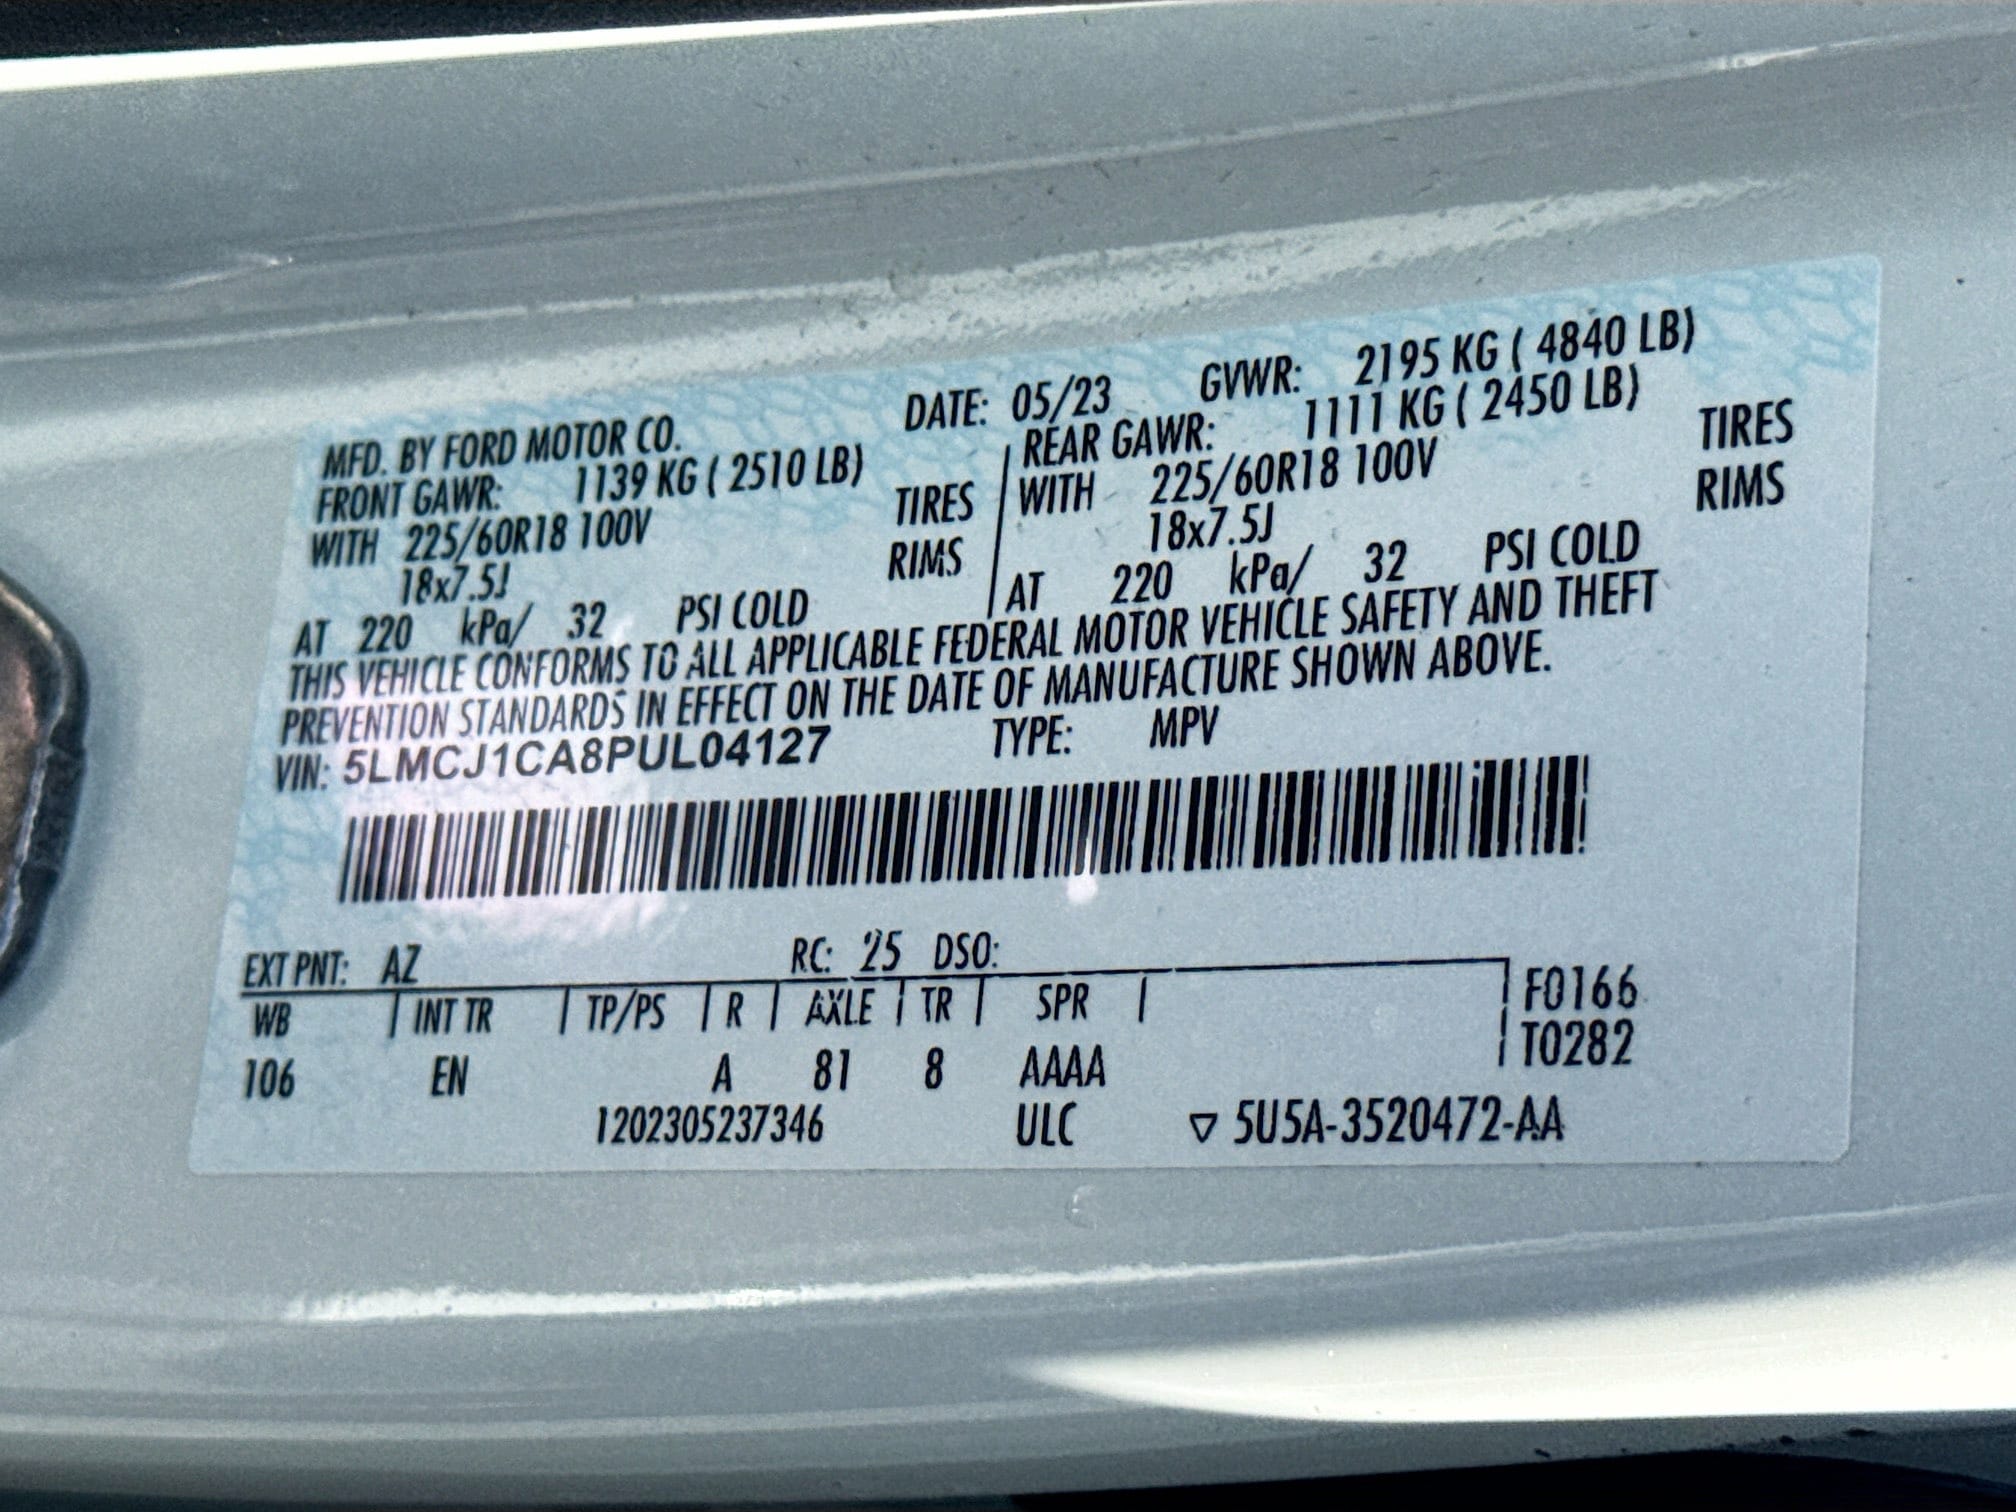 MFD. BY FORD MOTOR CO. DATE: 05/23 GVWR: 2195 KG ( 4840 LB)
FRONT GAWR: 1139 KG ( 2510 LB) REAR GAWR: 1111 KG ( 2450 LB)
WITH 225/60R18 100V TIRES WITH 225/60R18 100V TIRES
18x7.5J RIMS 18x7.5J RIMS
AT 220 kPa/ 32 PSI COLD AT 220 kPa/ 32 PSI COLD
THIS VEHICLE CONFORMS TO ALL APPLICABLE FEDERAL MOTOR VEHICLE SAFETY AND THEFT
PREVENTION STANDARDS IN EFFECT ON THE DATE OF MANUFACTURE SHOWN ABOVE.
VIN: 5LMCJ1CA8PUL04127 TYPE: MPV
EXT PNT: AZ RC: 25 DSO:
WB INT TR TP/PS R AXLE TR SPR F0166
T0282
106 EN A 81 8 AAAA
1202305237346 ULC ▽ 5U5A-3520472-AA